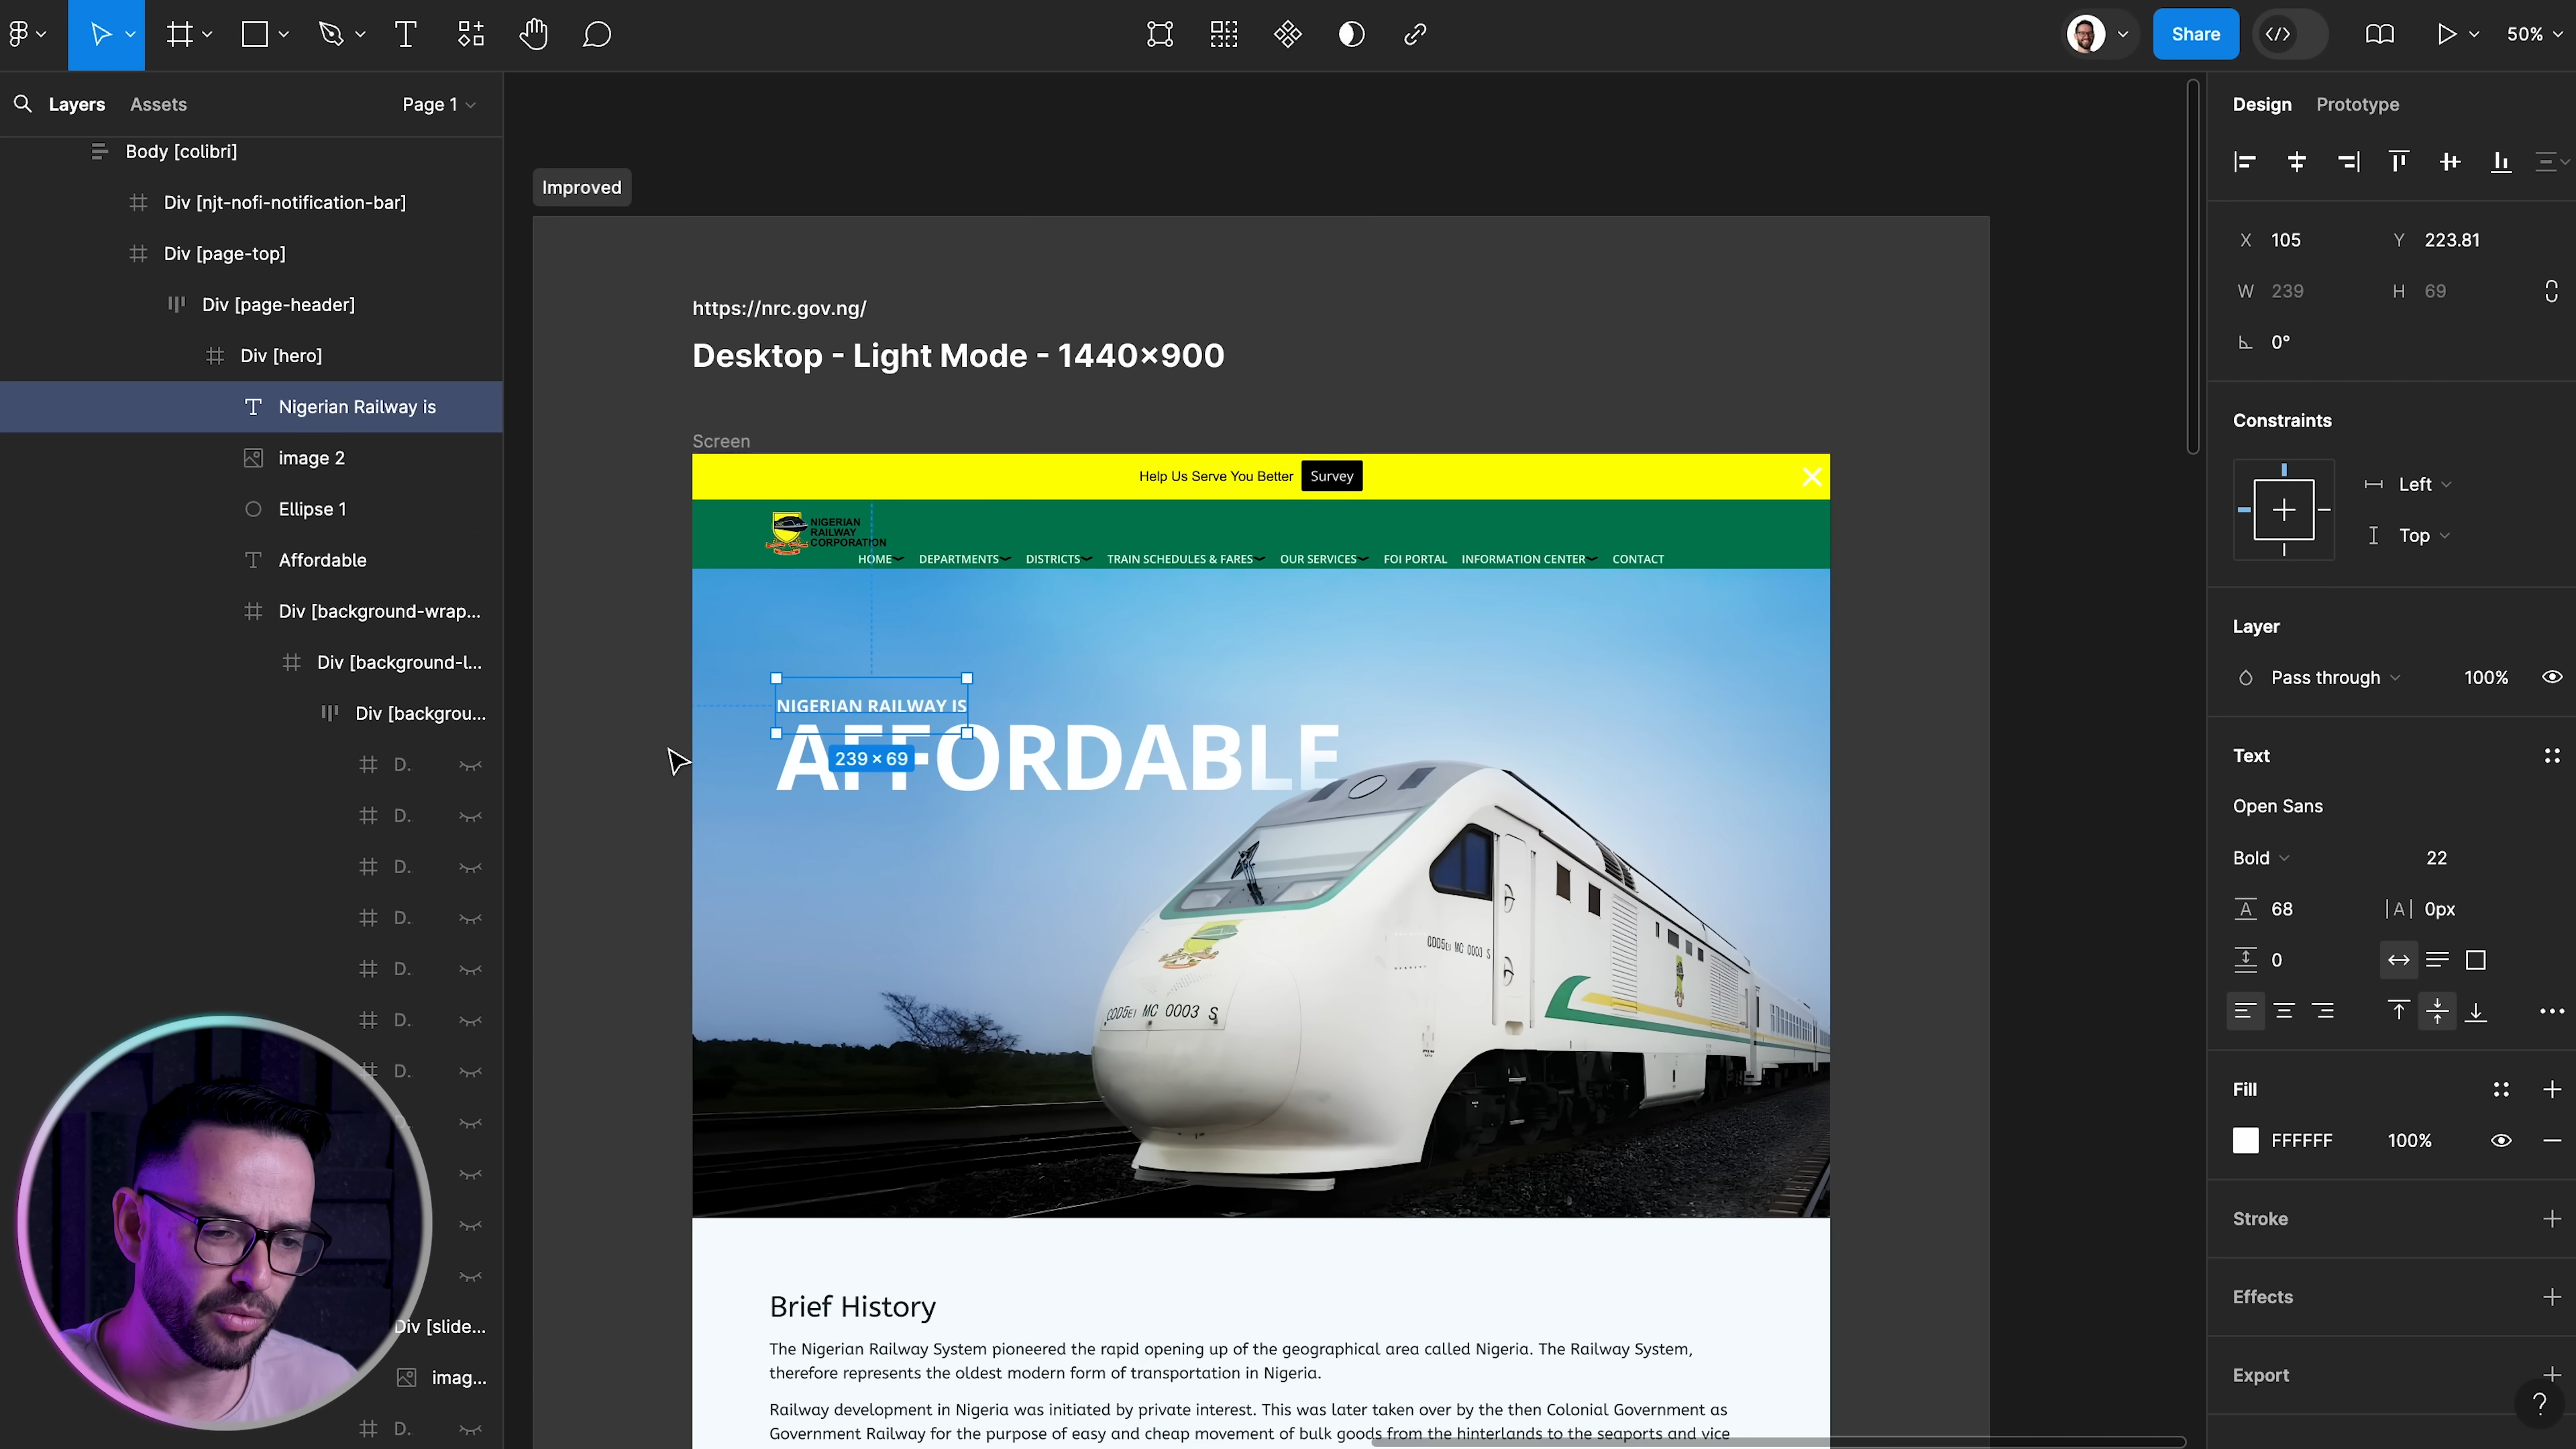 Share
50%
Layers
Assets
Page 1
Design
Prototype
Body [colibri]
Div [njt-nofi-notification-bar]
Div [page-top]
Div [page-header]
Div [hero]
Nigerian Railway is
image 2
Ellipse 1
Affordable
Div [background-wrap...
Div [background-l...
Div [backgrou...
D.
D.
D.
D.
D.
D.
D.
Div [slide...
imag...
D.
Improved
https://nrc.gov.ng/
Desktop - Light Mode - 1440×900
Screen
Help Us Serve You Better
Survey
NIGERIAN
RAILWAY
CORPORATION
HOME DEPARTMENTS DISTRICTS TRAIN SCHEDULES & FARES OUR SERVICES FOI PORTAL INFORMATION CENTER CONTACT
NIGERIAN RAILWAY IS
AFFORDABLE
239 × 69
MC 0003 S
MC 0003 S
Brief History
The Nigerian Railway System pioneered the rapid opening up of the geographical area called Nigeria. The Railway System,
therefore represents the oldest modern form of transportation in Nigeria.
Railway development in Nigeria was initiated by private interest. This was later taken over by the then Colonial Government as
Government Railway for the purpose of easy and cheap movement of bulk goods from the hinterlands to the seaports and vice
X 105
Y 223.81
W 239
H 69
0°
Constraints
Left
Top
Layer
Pass through
100%
Text
Open Sans
Bold
22
A 68
|A| 0px
0
Fill
FFFFFF
100%
Stroke
Effects
Export
?